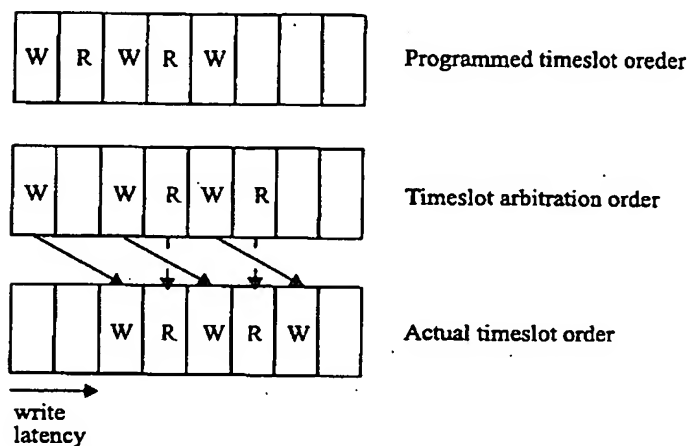 W R W R W Programmed timeslot oreder
W W R W R Timeslot arbitration order
W R W R W Actual timeslot order
write
latency